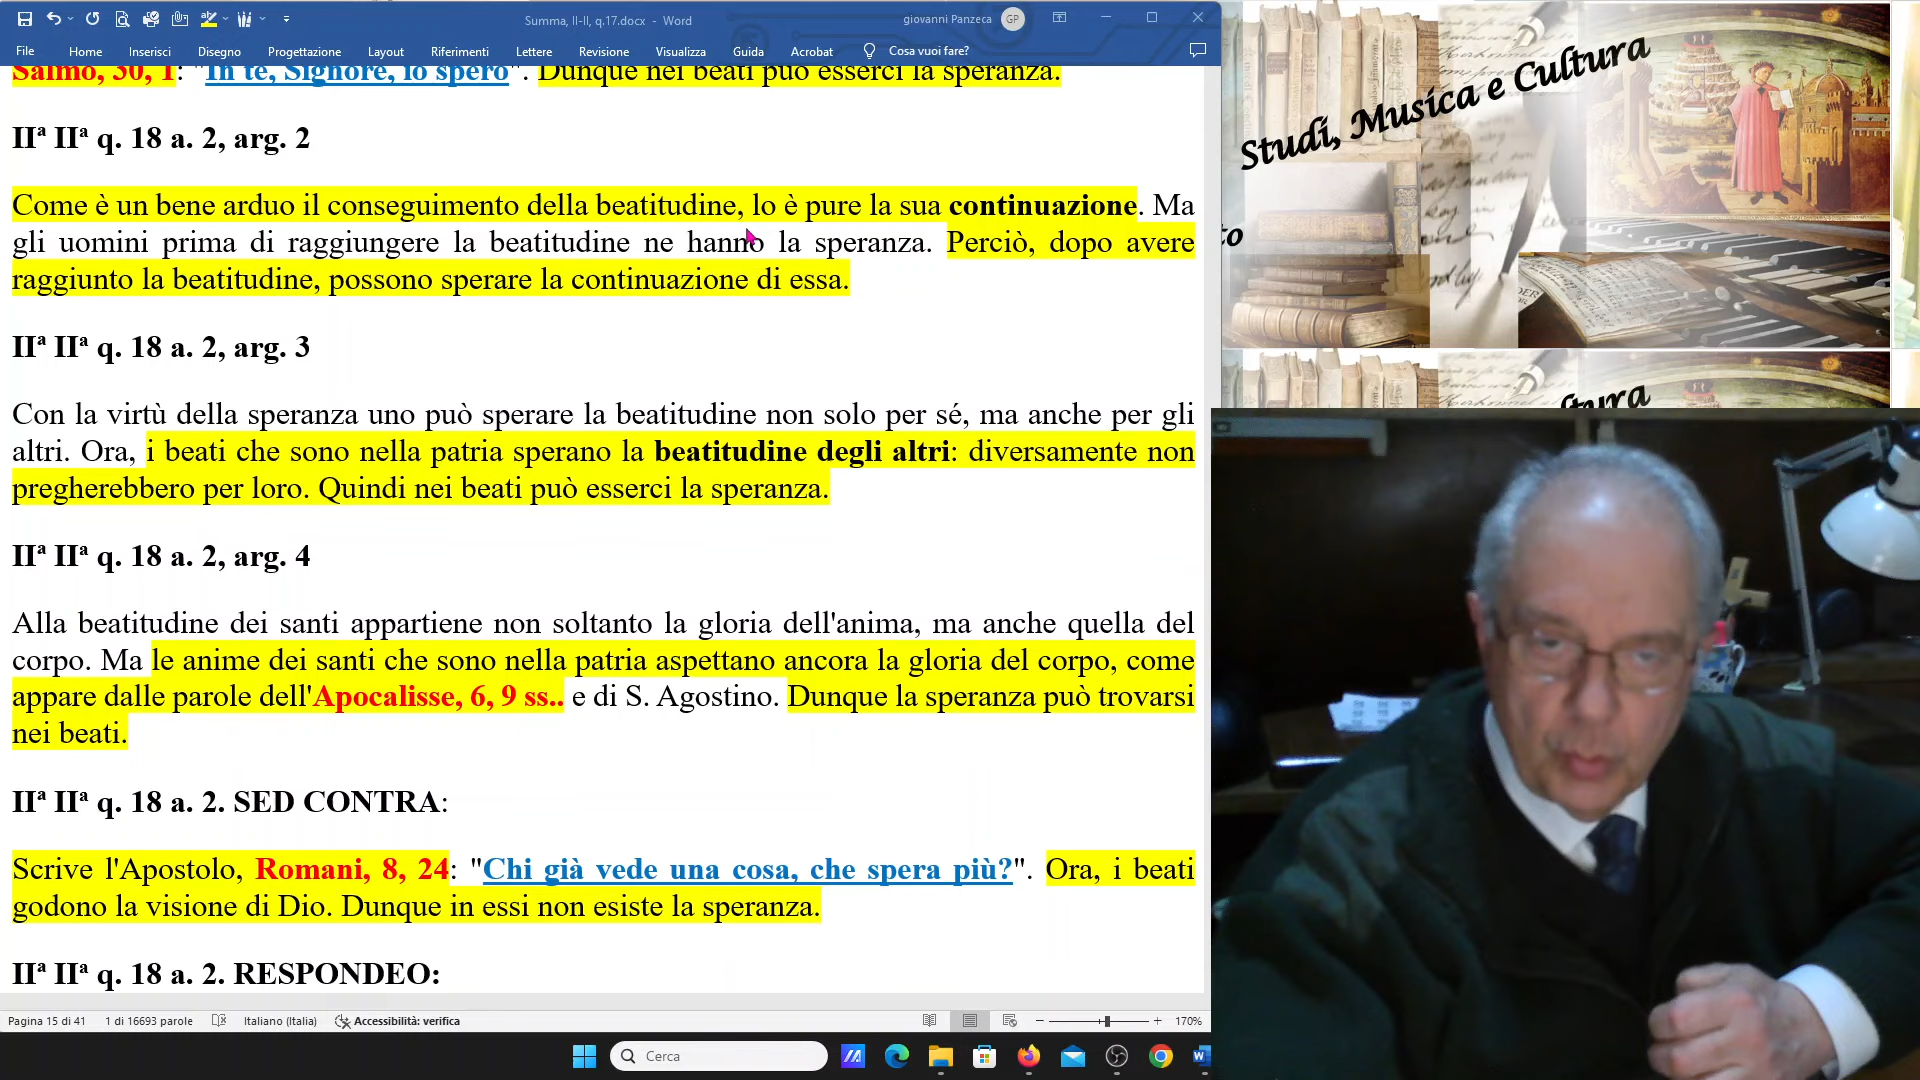 Summa, II-II, q.17.docx - Word
giovanni Panzeca GP
File Home Inserisci Disegno Progettazione Layout Riferimenti Lettere Revisione Visualizza Guida Acrobat Cosa vuoi fare?
Salmo, 30, 1: "In te, Signore, io spero". Dunque nei beati può esserci la speranza.
IIª IIª q. 18 a. 2, arg. 2
Come è un bene arduo il conseguimento della beatitudine, lo è pure la sua continuazione. Ma
gli uomini prima di raggiungere la beatitudine ne hanno la speranza. Perciò, dopo avere
raggiunto la beatitudine, possono sperare la continuazione di essa.
IIª IIª q. 18 a. 2, arg. 3
Con la virtù della speranza uno può sperare la beatitudine non solo per sé, ma anche per gli
altri. Ora, i beati che sono nella patria sperano la beatitudine degli altri: diversamente non
pregherebbero per loro. Quindi nei beati può esserci la speranza.
IIª IIª q. 18 a. 2, arg. 4
Alla beatitudine dei santi appartiene non soltanto la gloria dell'anima, ma anche quella del
corpo. Ma le anime dei santi che sono nella patria aspettano ancora la gloria del corpo, come
appare dalle parole dell'Apocalisse, 6, 9 ss.. e di S. Agostino. Dunque la speranza può trovarsi
nei beati.
IIª IIª q. 18 a. 2. SED CONTRA:
Scrive l'Apostolo, Romani, 8, 24: "Chi già vede una cosa, che spera più?". Ora, i beati
godono la visione di Dio. Dunque in essi non esiste la speranza.
IIª IIª q. 18 a. 2. RESPONDEO:
Pagina 15 di 41 1 di 16693 parole Italiano (Italia) Accessibilità: verifica 170%
Cerca
Studi, Musica e Cultura
to
ltura